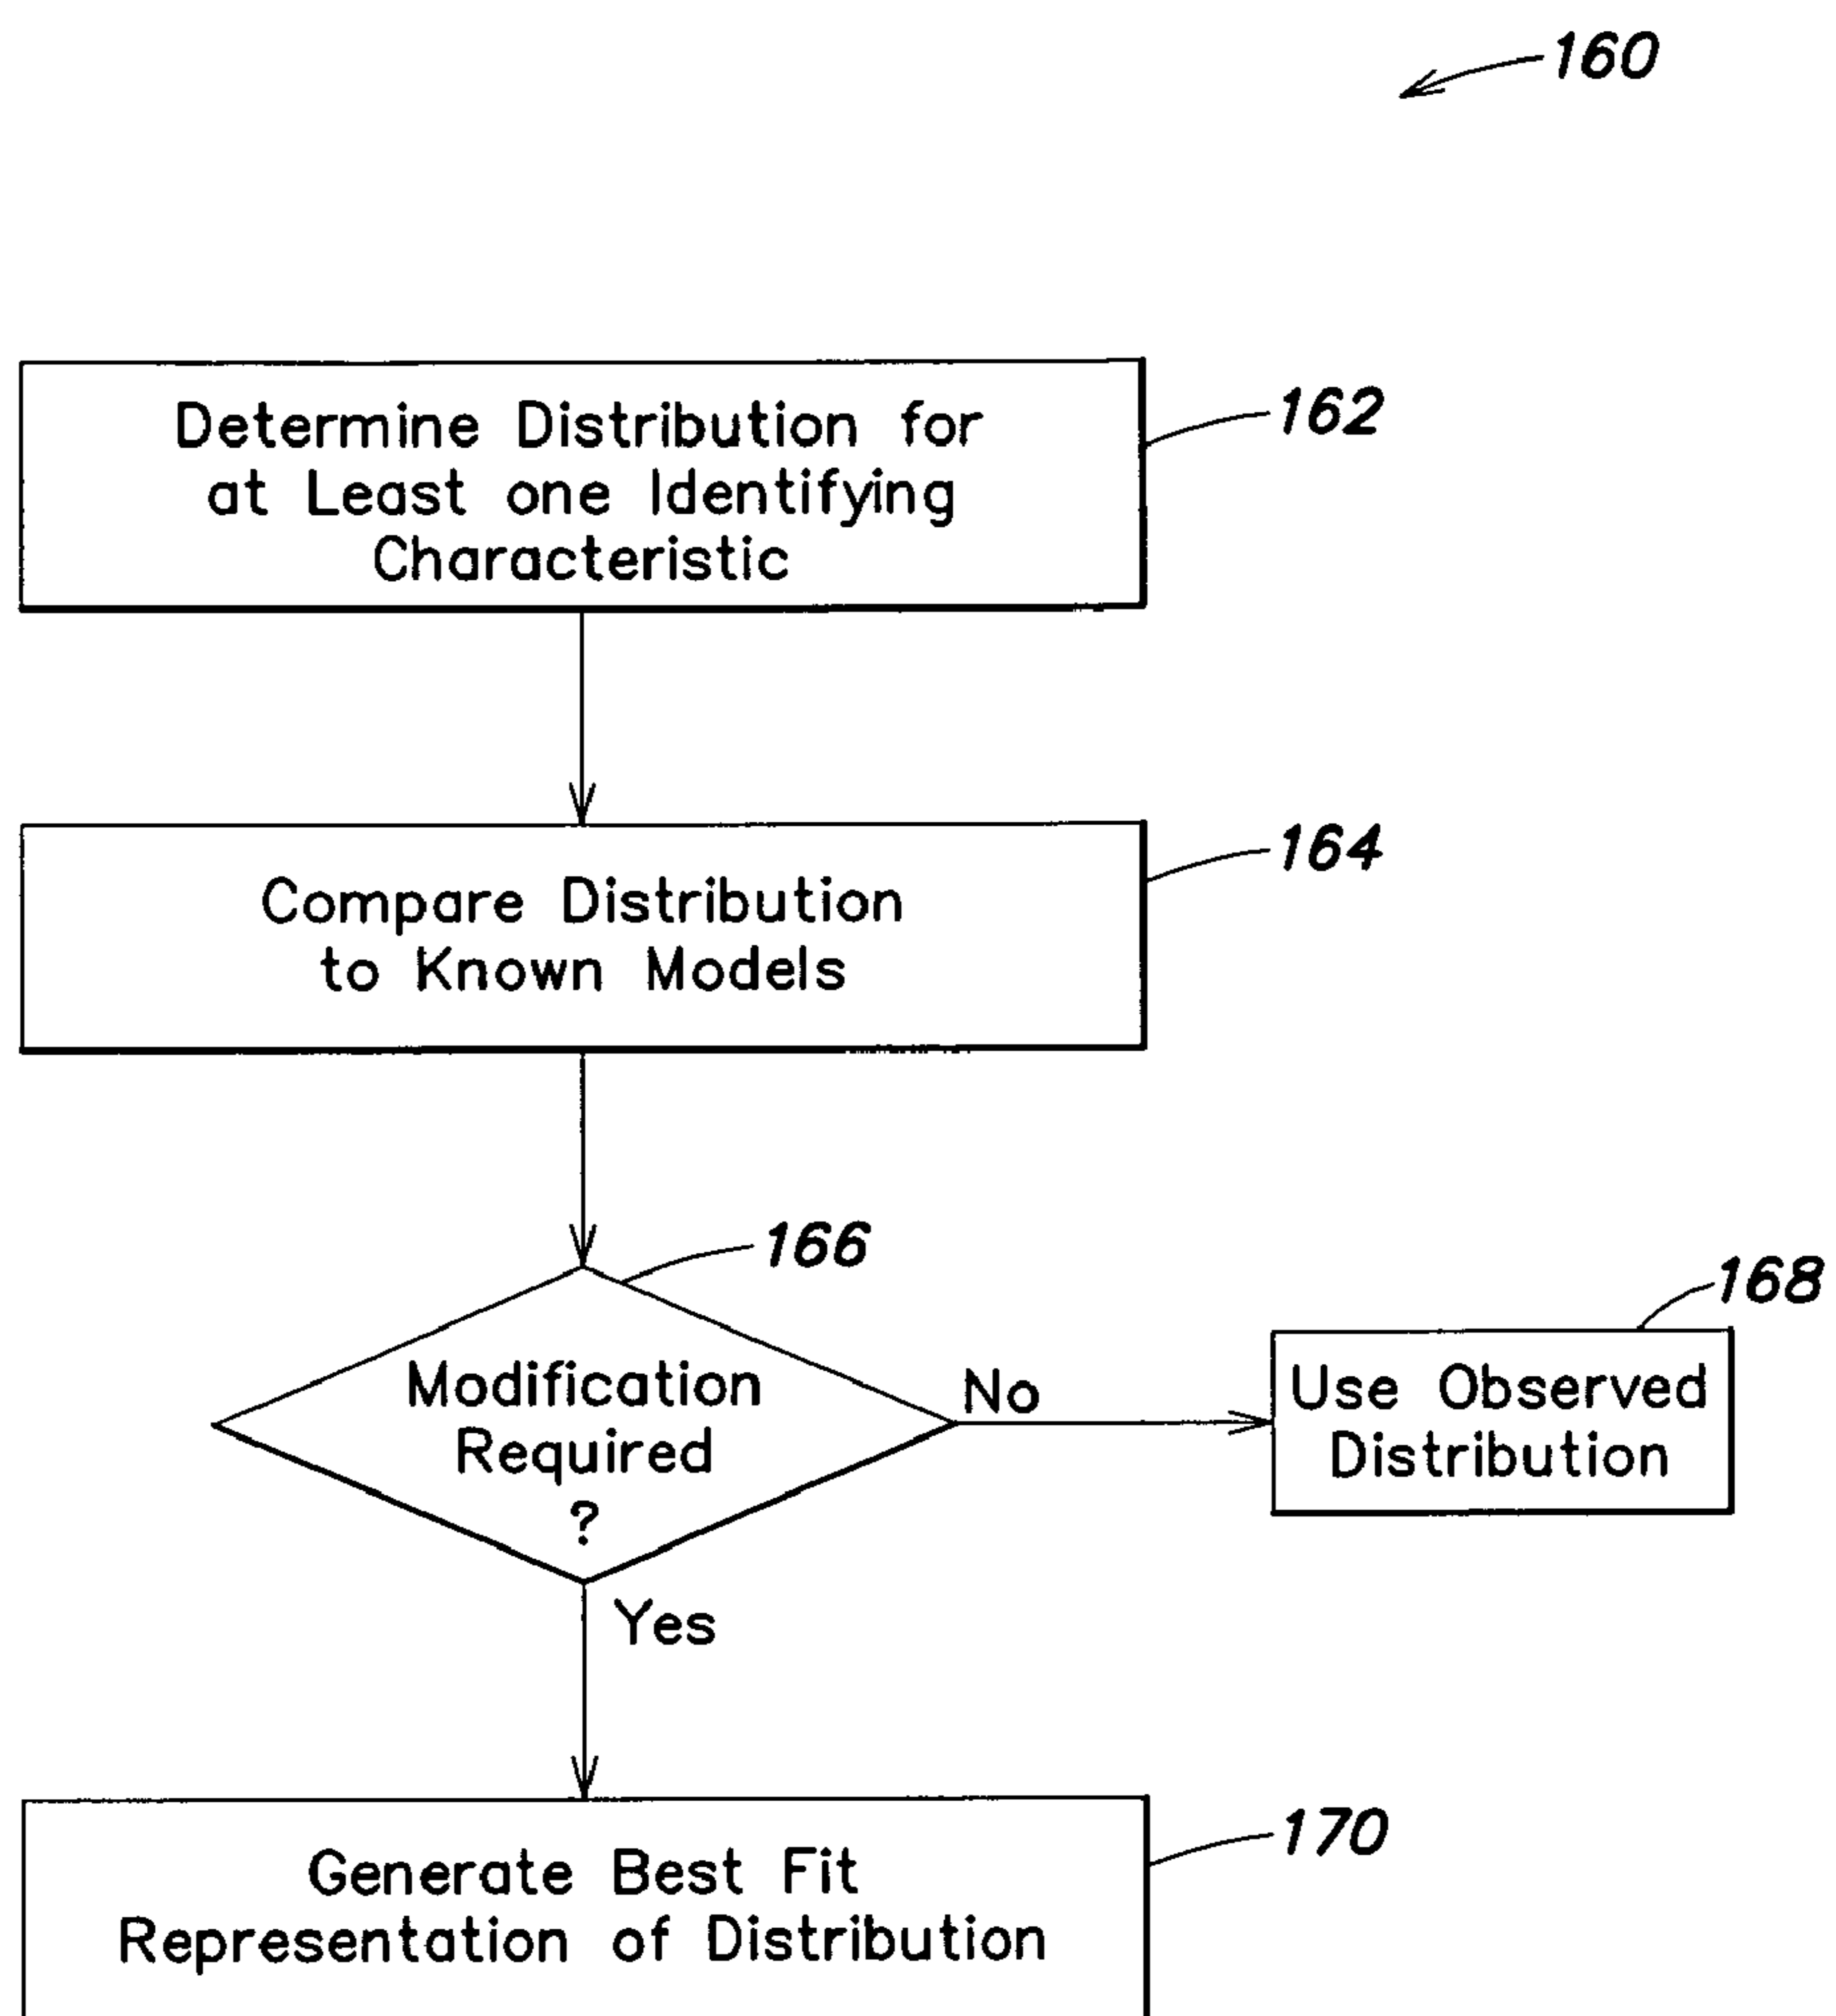 160
162
Determine Distribution for
at Least one Identifying
Characteristic
164
Compare Distribution
to Known Models
166
Modification
Required
?
No
168
Use Observed
Distribution
Yes
170
Generate Best Fit
Representation of Distribution